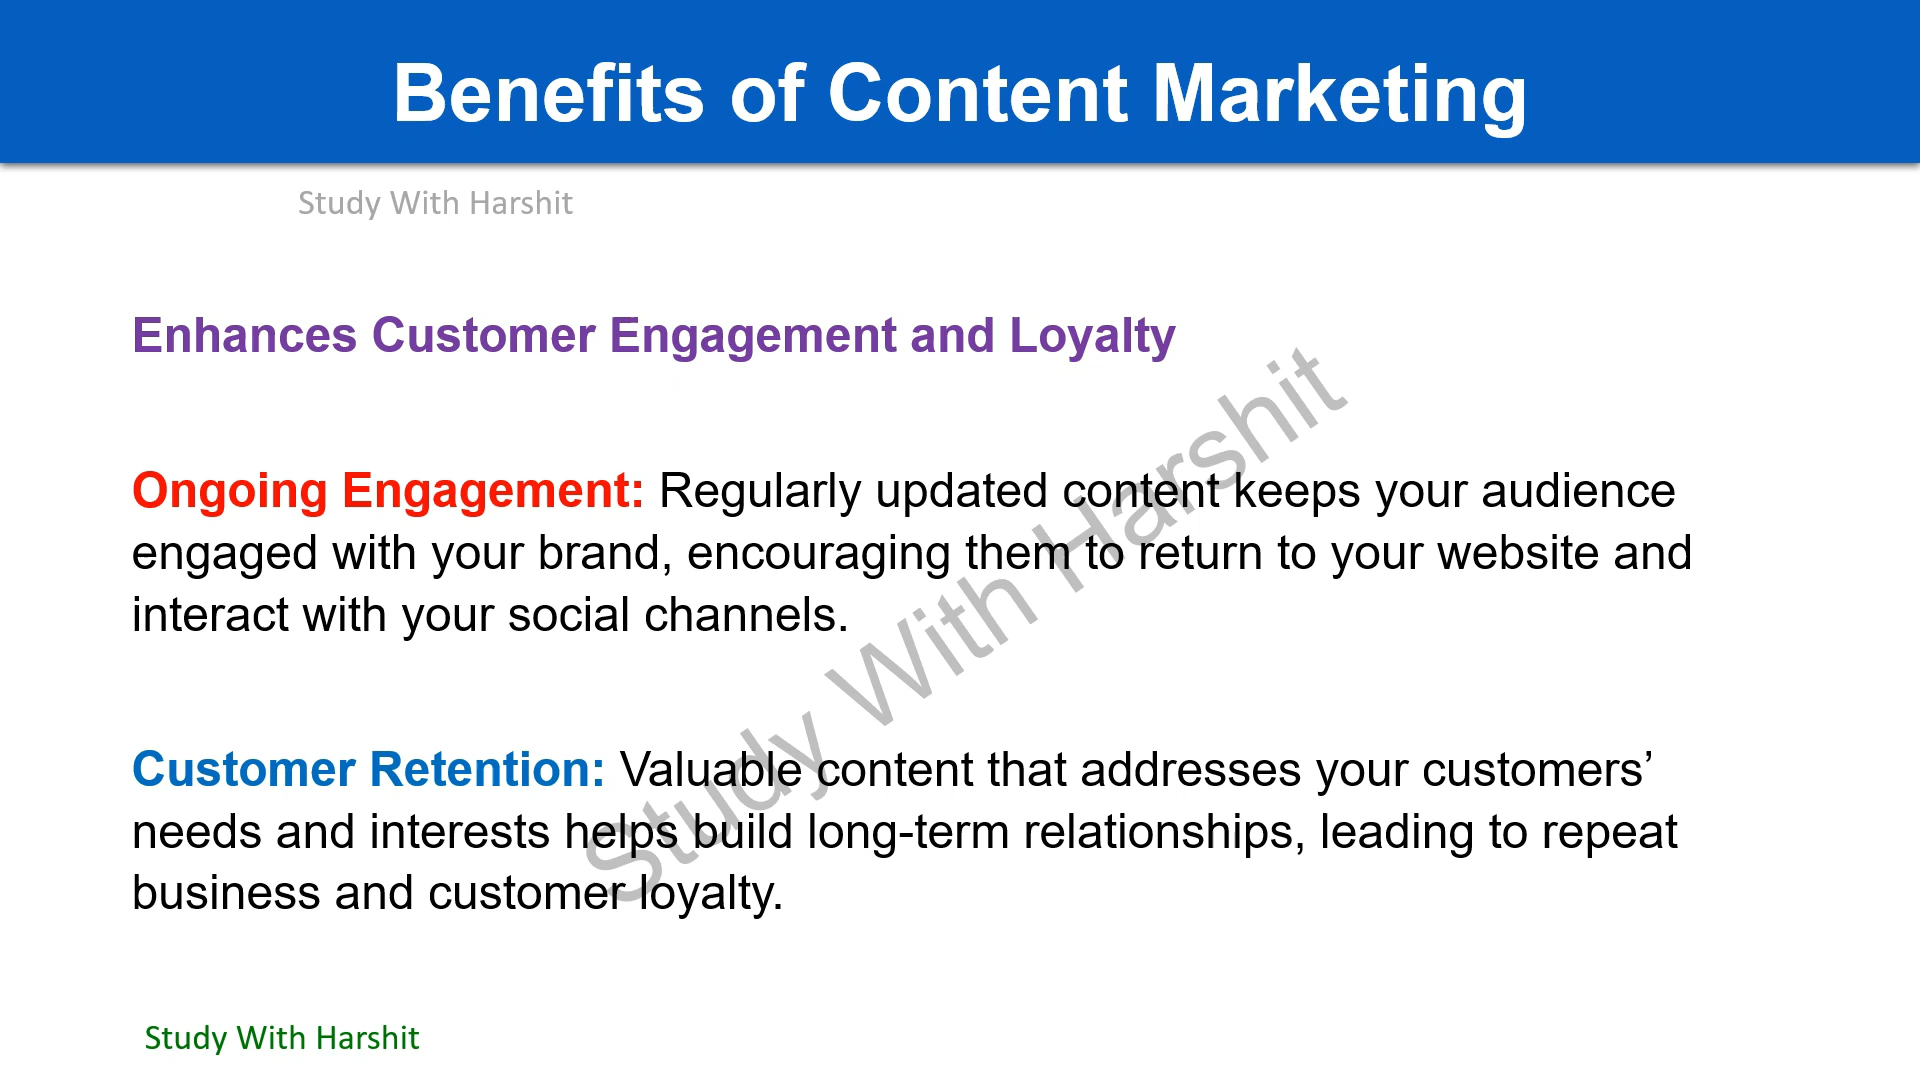 Benefits of Content Marketing
Study With Harshit
Enhances Customer Engagement and Loyalty
Ongoing Engagement: Regularly updated content keeps your audience
engaged with your brand, encouraging them to return to your website and
interact with your social channels.
Customer Retention: Valuable content that addresses your customers’
needs and interests helps build long-term relationships, leading to repeat
business and customer loyalty.
Study With Harshit
Study With Harshit